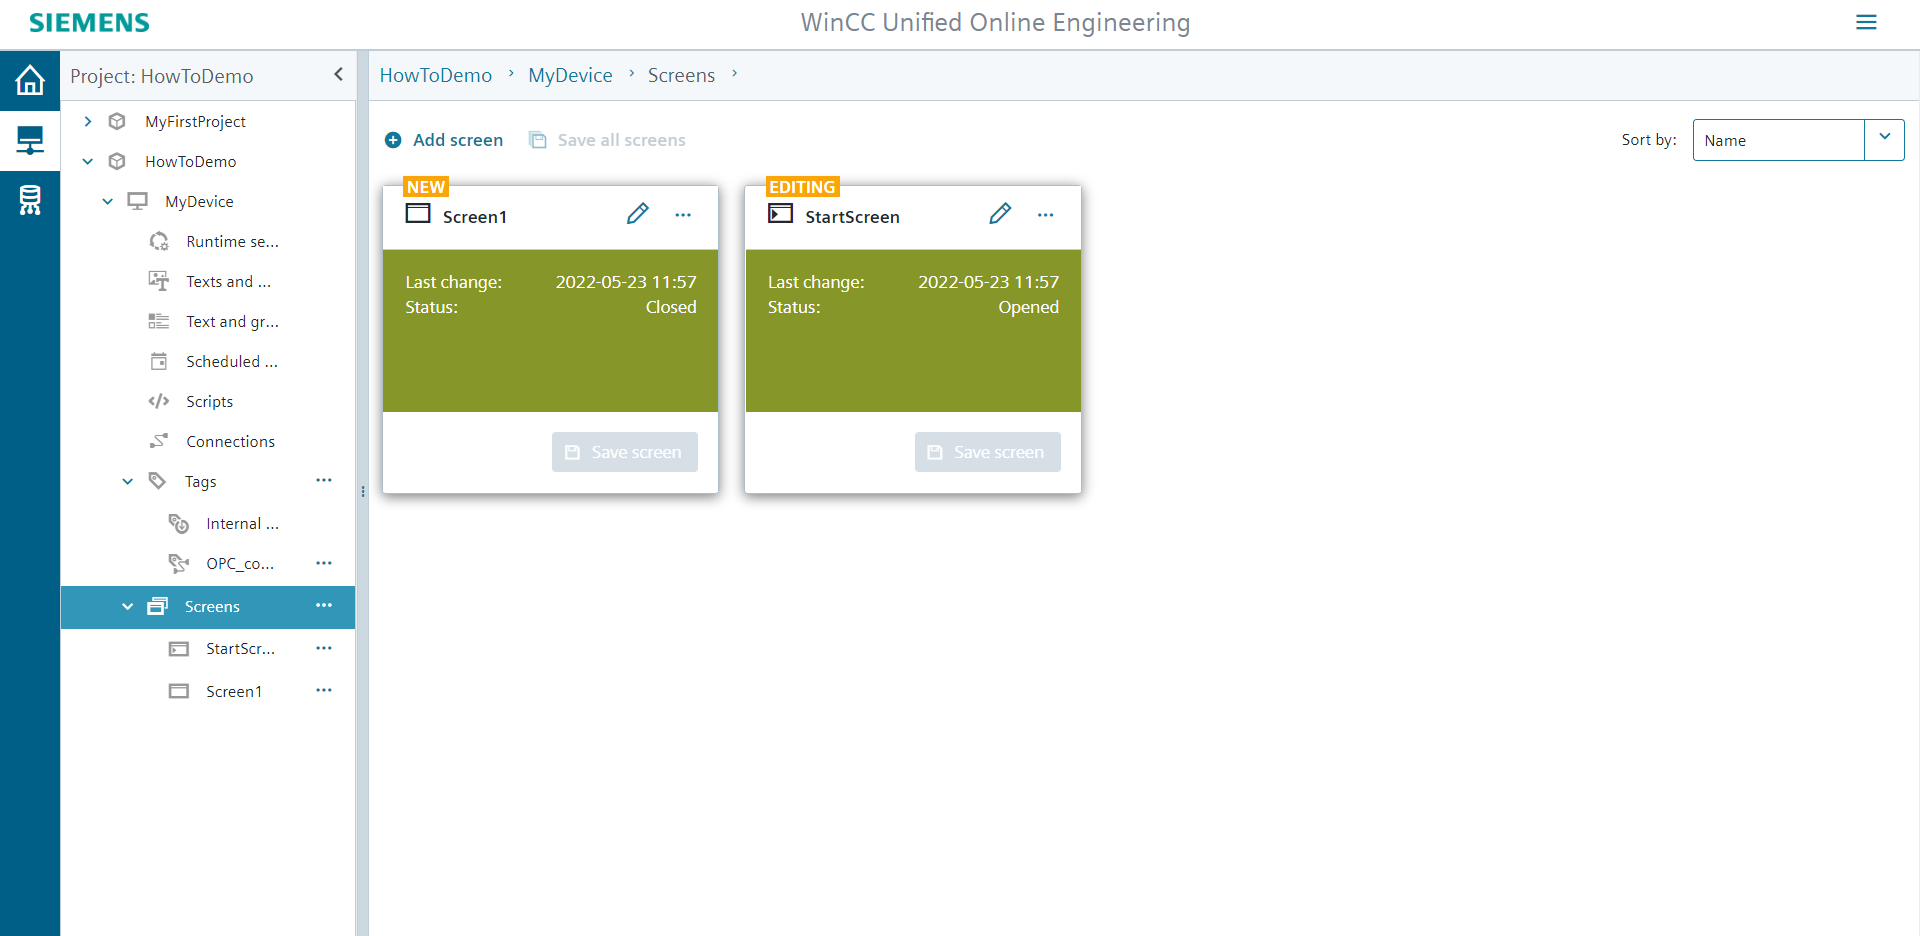 SIEMENS
WinCC Unified Online Engineering
Project: HowToDemo
HowToDemo > MyDevice > Screens >
MyFirstProject
HowToDemo
MyDevice
Runtime se...
Texts and ...
Text and gr...
Scheduled ...
Scripts
Connections
Tags
Internal ...
OPC_co...
Screens
StartScr...
Screen1
Add screen
Save all screens
Sort by:
Name
NEW
Screen1
Last change: 2022-05-23 11:57
Status: Closed
Save screen
EDITING
StartScreen
Last change: 2022-05-23 11:57
Status: Opened
Save screen